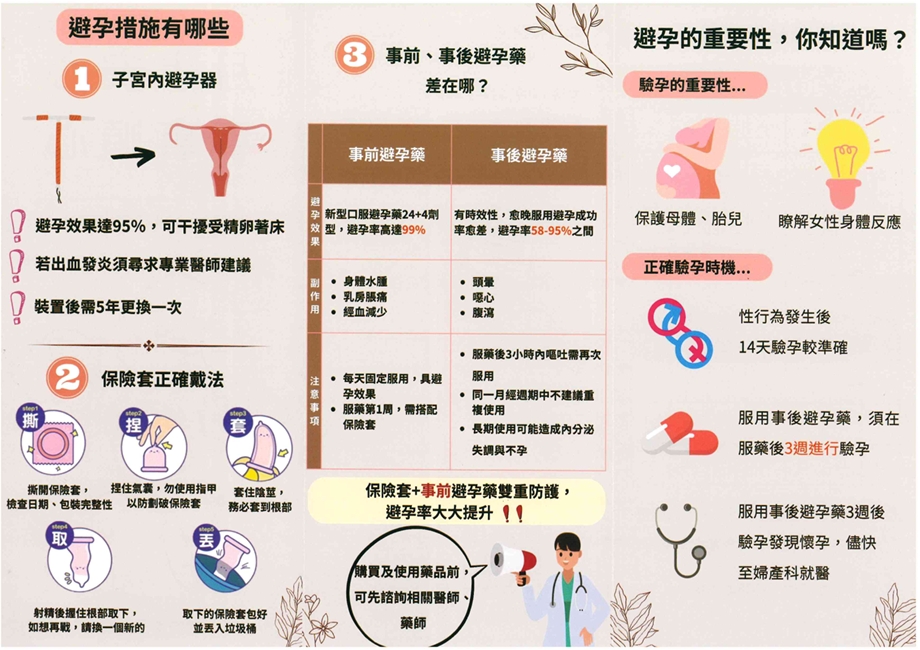 避孕措施有哪些
1 子宮內避孕器
避孕效果達95%，可干擾受精卵著床
若出血發炎須尋求專業醫師建議
裝置後需5年更換一次
2 保險套正確戴法
step1
撕
撕開保險套，
檢查日期、包裝完整性
step2
捏
捏住氣囊，勿使用指甲
以防劃破保險套
step3
套
套住陰莖，
務必套到根部
step4
取
射精後握住根部取下，
如想再戰，請換一個新的
step5
丟
取下的保險套包好
並丟入垃圾桶
3 事前、事後避孕藥
差在哪？
事前避孕藥 事後避孕藥
避孕效果
新型口服避孕藥24+4劑
型，避孕率高達99%
有時效性，愈晚服用避孕成功
率愈差，避孕率58-95%之間
副作用
• 身體水腫
• 乳房脹痛
• 經血減少
• 頭暈
• 噁心
• 腹瀉
注意事項
• 每天固定服用，具避
孕效果
• 服藥第1周，需搭配
保險套
• 服藥後3小時內嘔吐需再次
服用
• 同一月經週期中不建議重
複使用
• 長期使用可能造成內分泌
失調與不孕
保險套+事前避孕藥雙重防護，
避孕率大大提升！！
購買及使用藥品前，
可先諮詢相關醫師、
藥師
避孕的重要性，你知道嗎？
驗孕的重要性...
保護母體、胎兒
瞭解女性身體反應
正確驗孕時機...
性行為發生後
14天驗孕較準確
服用事後避孕藥，須在
服藥後3週進行驗孕
服用事後避孕藥3週後
驗孕發現懷孕，儘快
至婦產科就醫